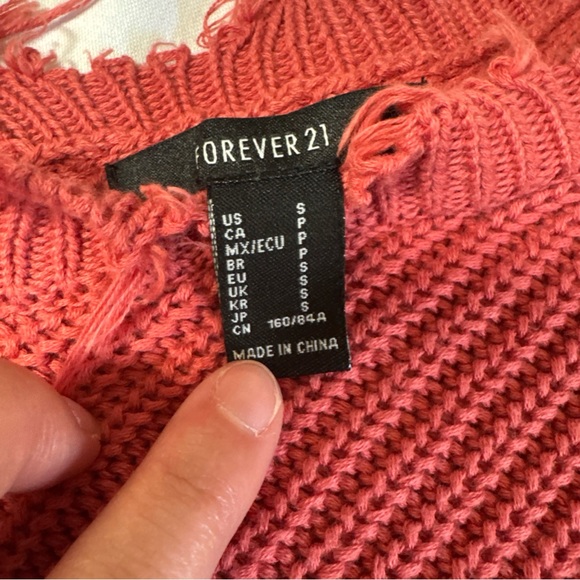 FOREVER 21
US S
CA P
MX/ECU P
BR P
EU S
UK S
KR S
JP S
CN 160/84A
MADE IN CHINA